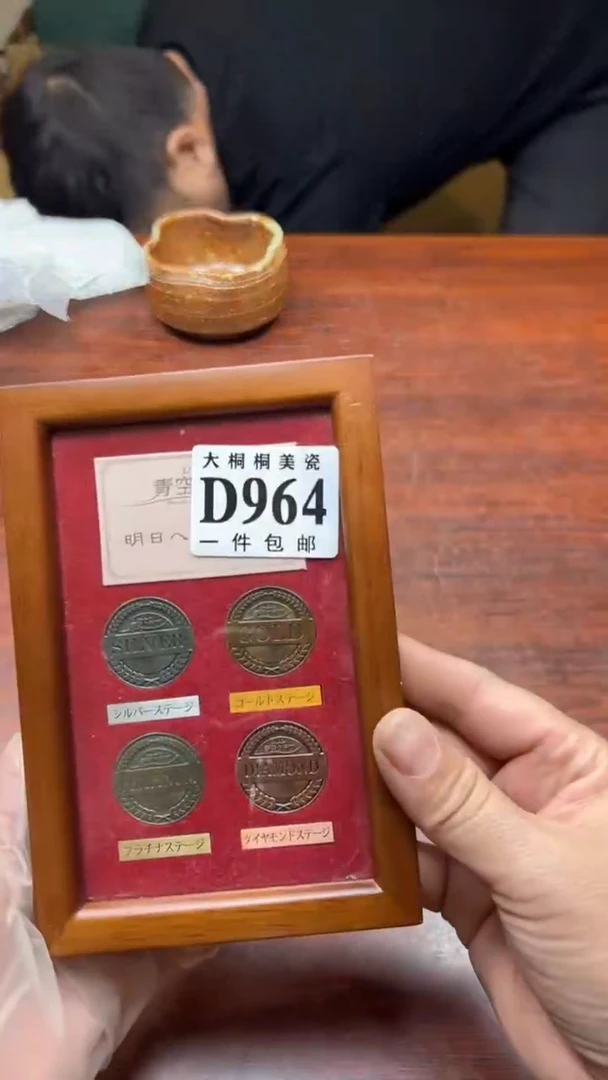 大桐桐美瓷
D964
一件包邮
青空
明日へ
SILVER
GOLD
シルバーステージ
ゴールドステージ
DIAMOND
プラチナステージ
ダイヤモンドステージ